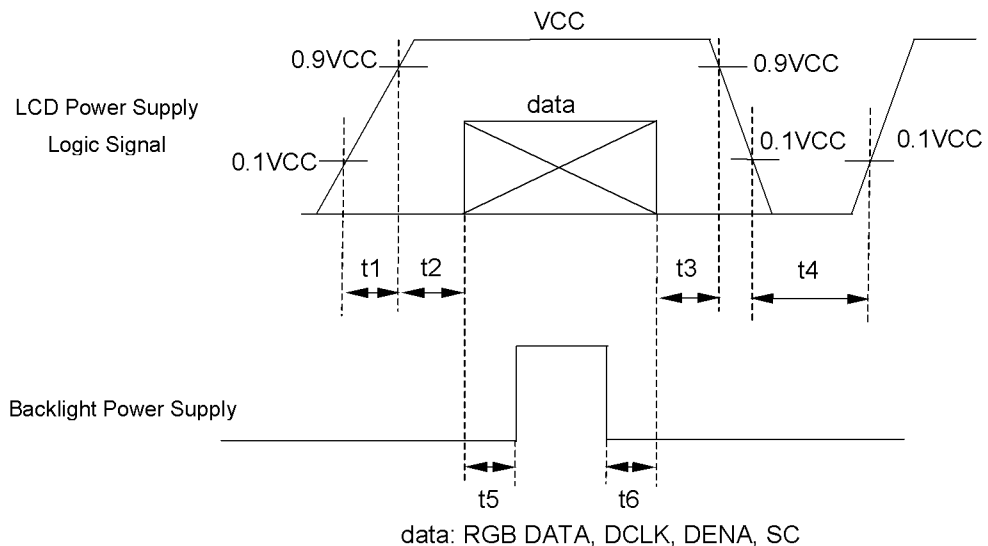 VCC
0.9VCC
0.9VCC
LCD Power Supply
Logic Signal
data
0.1VCC
0.1VCC
0.1VCC
t1
t2
t3
t4
Backlight Power Supply
t5
t6
data: RGB DATA, DCLK, DENA, SC